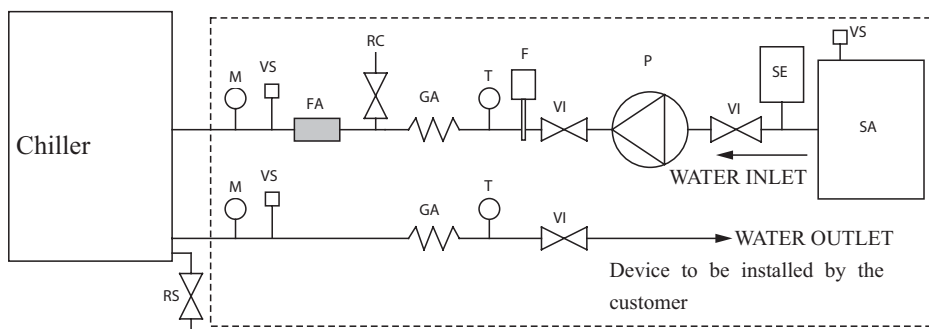 RC
F
P
VS
M
VS
T
SE
FA
GA
VI
VI
SA
Chiller
WATER INLET
M
VS
T
GA
VI
WATER OUTLET
Device to be installed by the
customer
RS